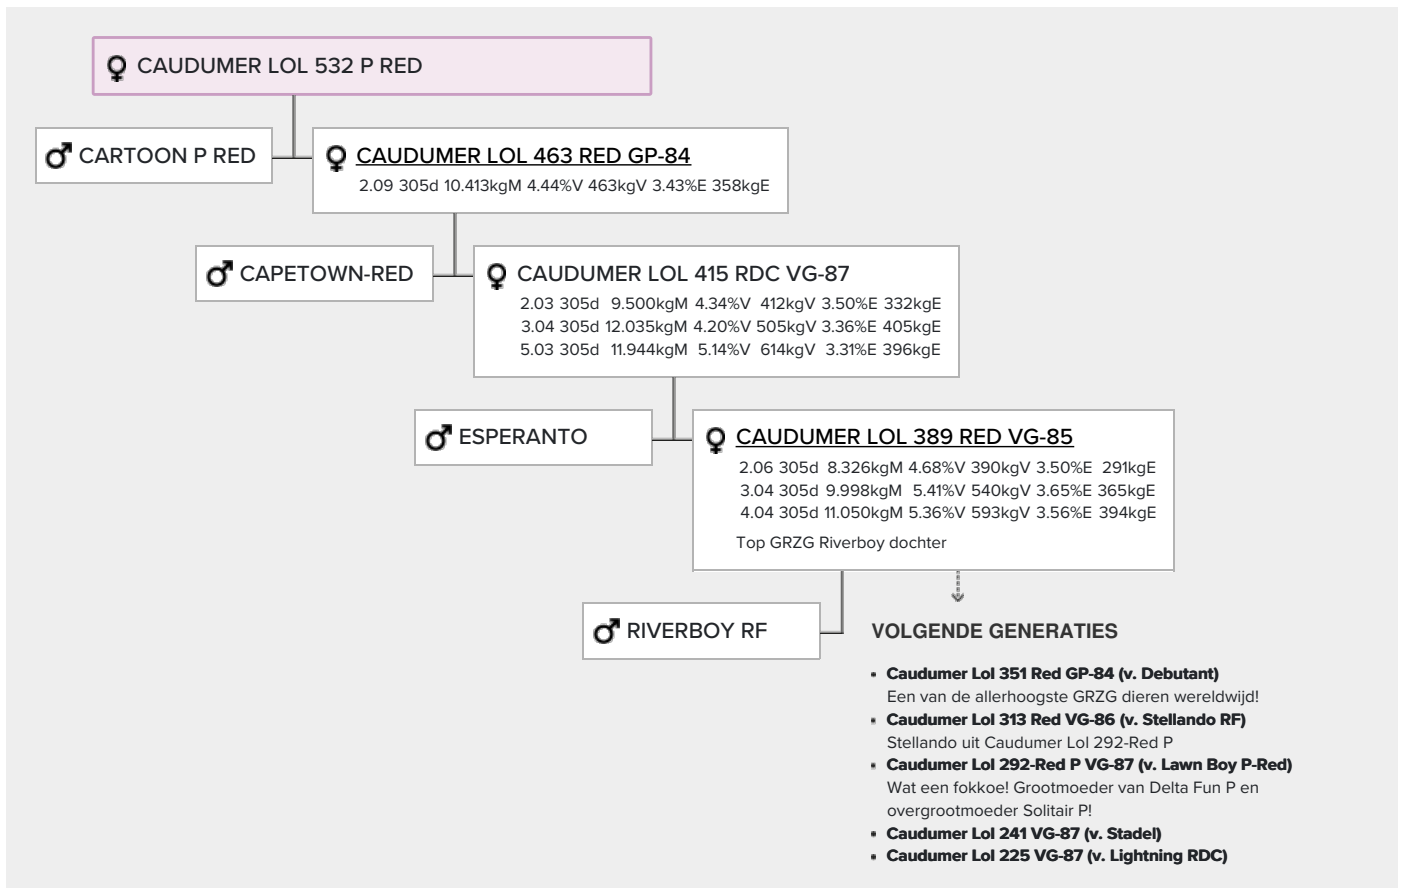 CAUDUMER LOL 532 P RED
CARTOON P RED
CAUDUMER LOL 463 RED GP-84
2.09 305d 10.413kgM 4.44%V 463kgV 3.43%E 358kgE
CAPETOWN-RED
CAUDUMER LOL 415 RDC VG-87
2.03 305d 9.500kgM 4.34%V 412kgV 3.50%E 332kgE
3.04 305d 12.035kgM 4.20%V 505kgV 3.36%E 405kgE
5.03 305d 11.944kgM 5.14%V 614kgV 3.31%E 396kgE
ESPERANTO
CAUDUMER LOL 389 RED VG-85
2.06 305d 8.326kgM 4.68%V 390kgV 3.50%E 291kgE
3.04 305d 9.998kgM 5.41%V 540kgV 3.65%E 365kgE
4.04 305d 11.050kgM 5.36%V 593kgV 3.56%E 394kgE
Top GRZG Riverboy dochter
RIVERBOY RF
VOLGENDE GENERATIES
• Caudumer Lol 351 Red GP-84 (v. Debutant)
Een van de allerhoogste GRZG dieren wereldwijd!
• Caudumer Lol 313 Red VG-86 (v. Stellando RF)
Stellando uit Caudumer Lol 292-Red P
• Caudumer Lol 292-Red P VG-87 (v. Lawn Boy P-Red)
Wat een fokkoe! Grootmoeder van Delta Fun P en
overgrootmoeder Solitair P!
• Caudumer Lol 241 VG-87 (v. Stadel)
• Caudumer Lol 225 VG-87 (v. Lightning RDC)